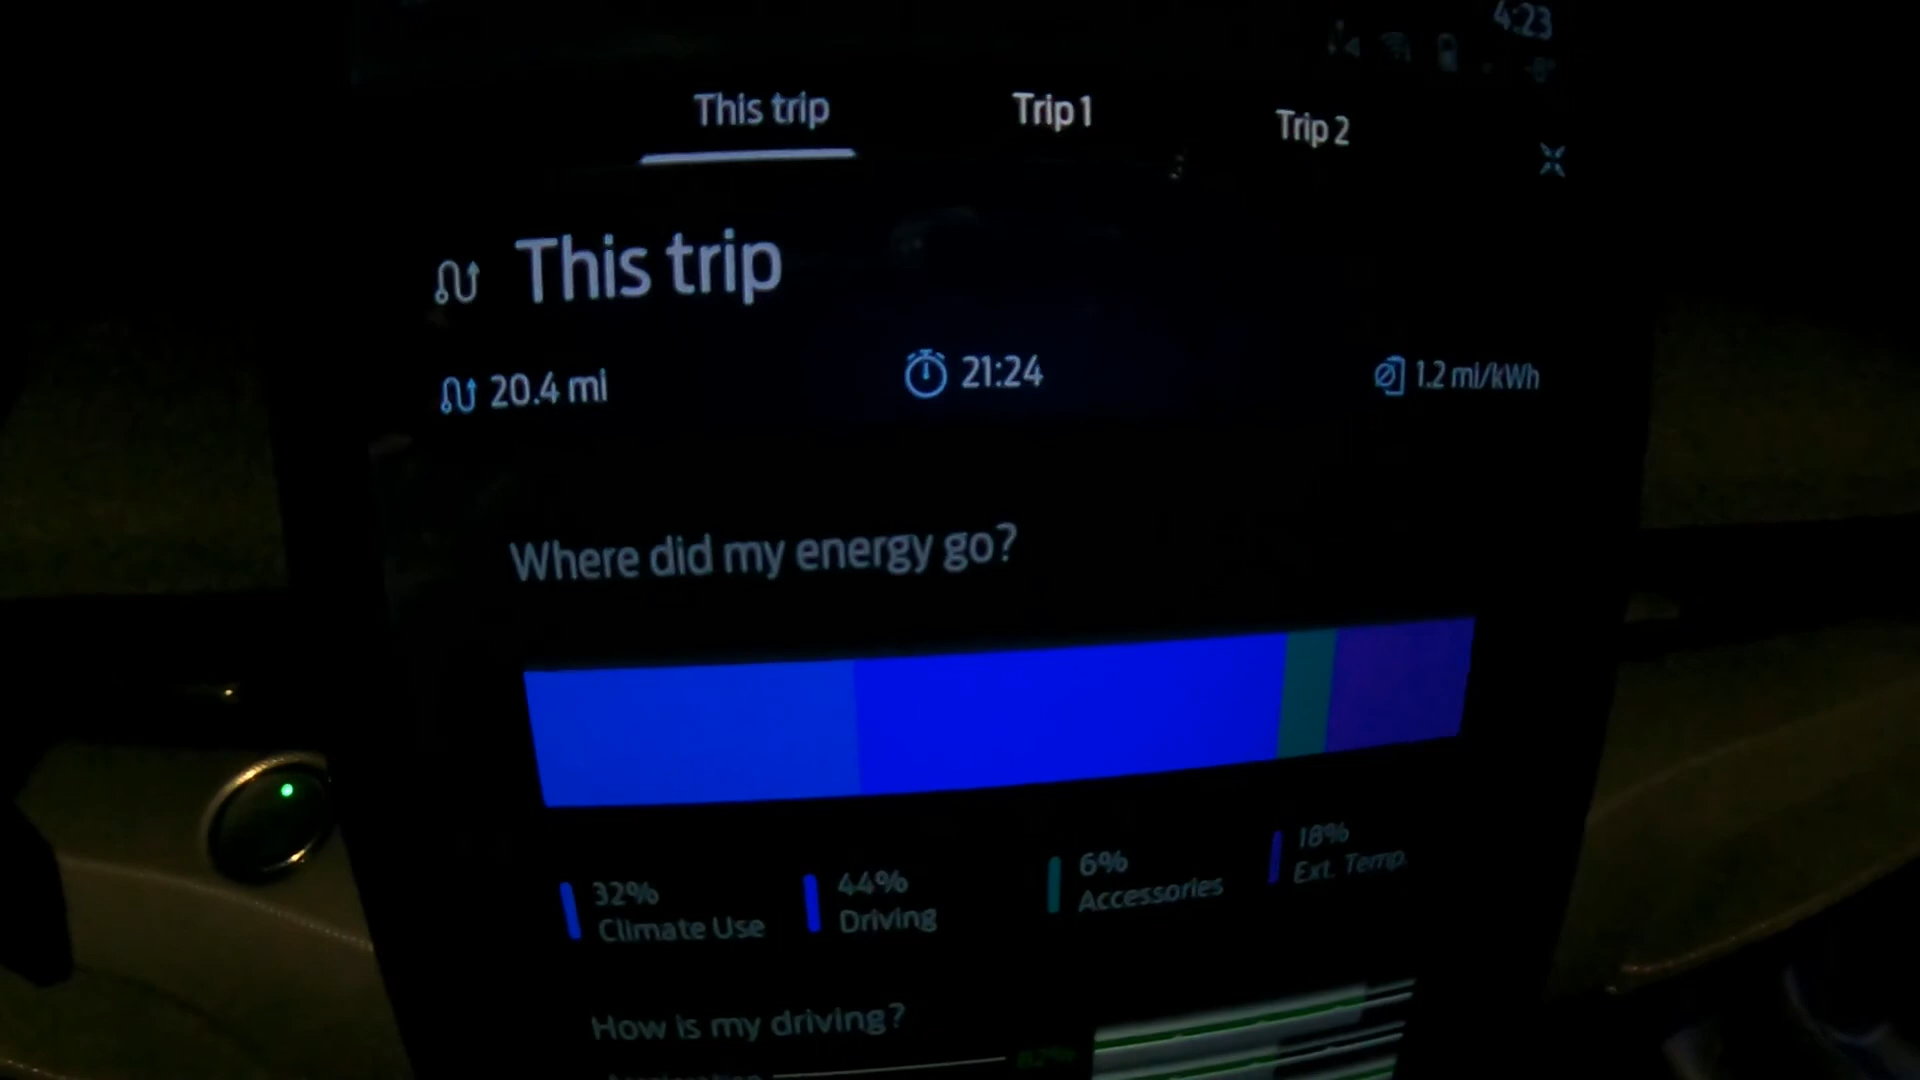 4:23
-8°
This trip
Trip 1
Trip 2
This trip
20.4 mi
21:24
1.2 mi/kWh
Where did my energy go?
32%
Climate Use
44%
Driving
6%
Accessories
18%
Ext. Temp.
How is my driving?
82%